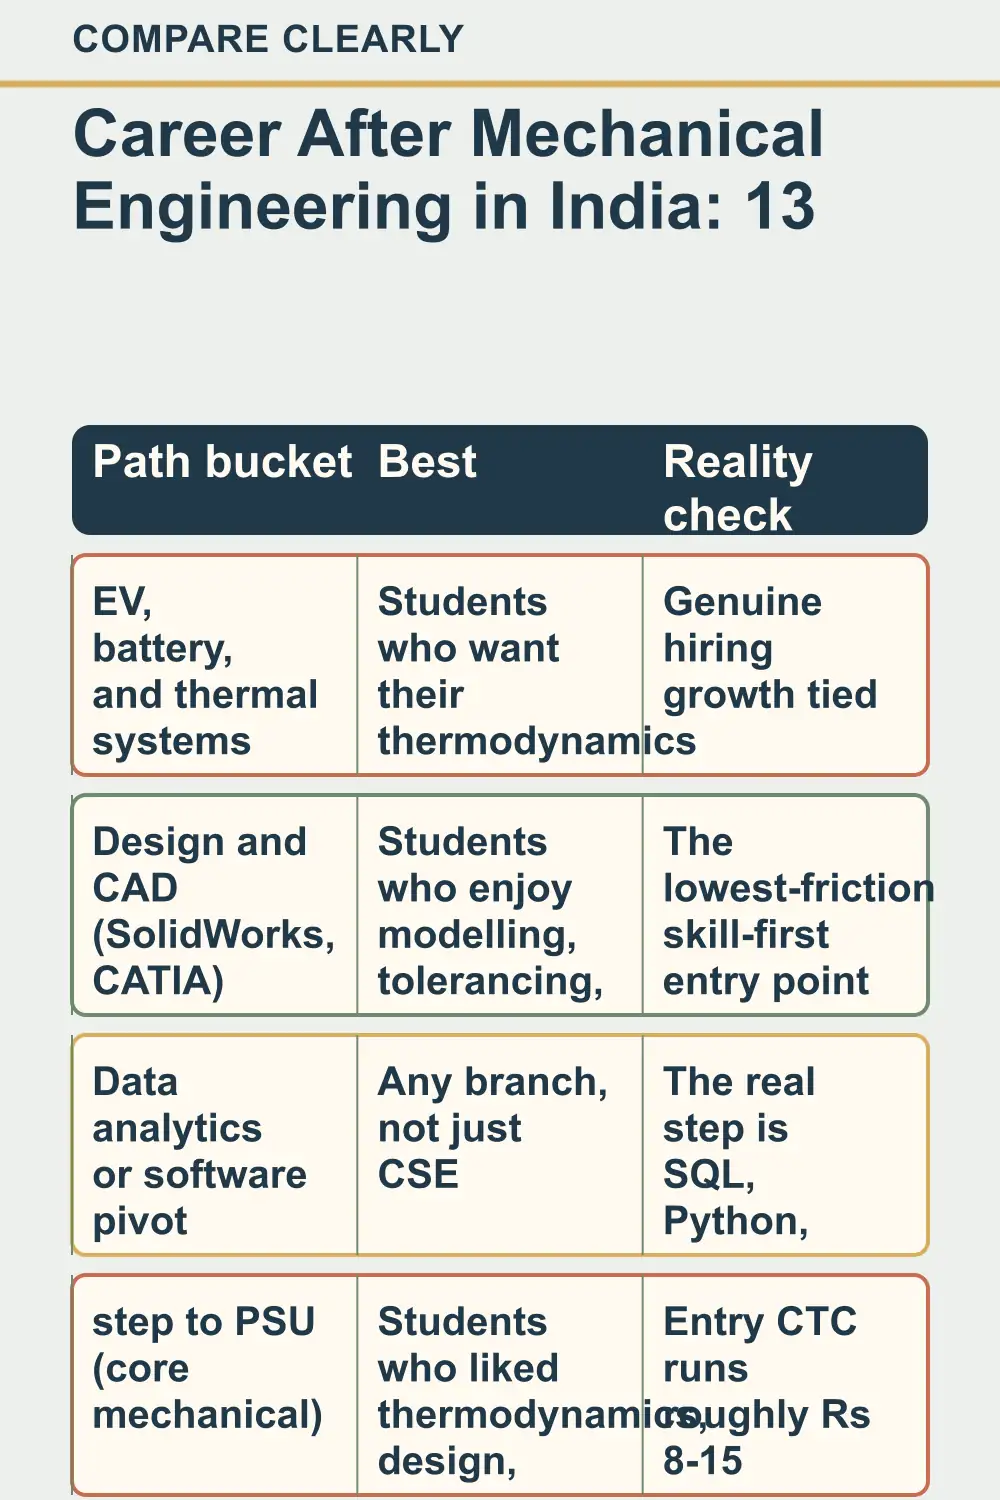 COMPARE CLEARLY
Career After Mechanical
Engineering in India: 13
Path bucket
Best
Reality
check
EV,
battery,
and thermal
systems
Students
who want
their
thermodynamics
Genuine
hiring
growth tied
Design and
CAD
(SolidWorks,
CATIA)
Students
who enjoy
modelling,
tolerancing,
The
lowest-friction
skill-first
entry point
Data
analytics
or software
pivot
Any branch,
not just
CSE
The real
step is
SQL,
Python,
step to PSU
(core
mechanical)
Students
who liked
thermodynamics,
design,
Entry CTC
runs
roughly Rs
8-15